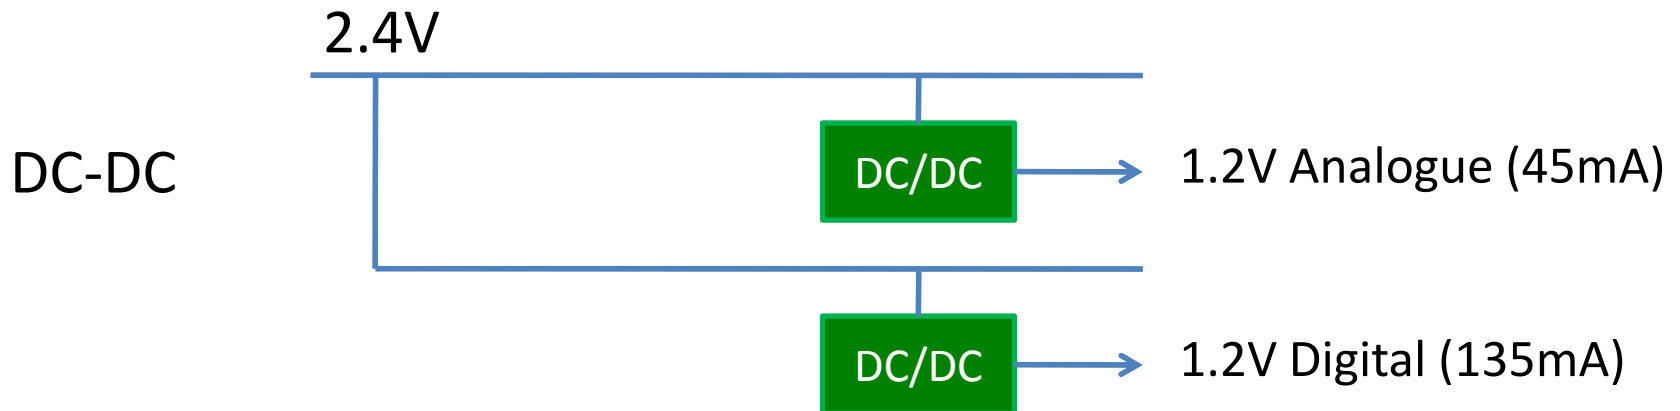 2.4V
DC-DC
DC/DC
1.2V Analogue (45mA)
DC/DC
1.2V Digital (135mA)